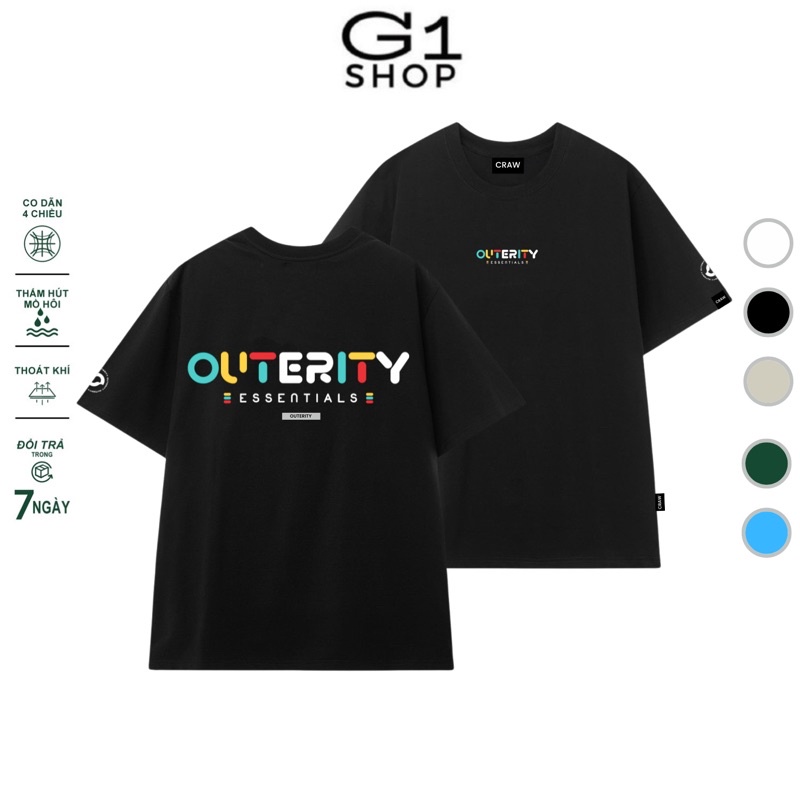 G1
SHOP
CO DÃN
4 CHIỀU
THẤM HÚT
MỒ HÔI
THOÁT KHÍ
ĐỔI TRẢ
TRONG
7 NGÀY
OUTERITY
ESSENTIALS
OUTERITY
CRAW
OUTERITY
ESSENTIALS
CRAW
CRAW